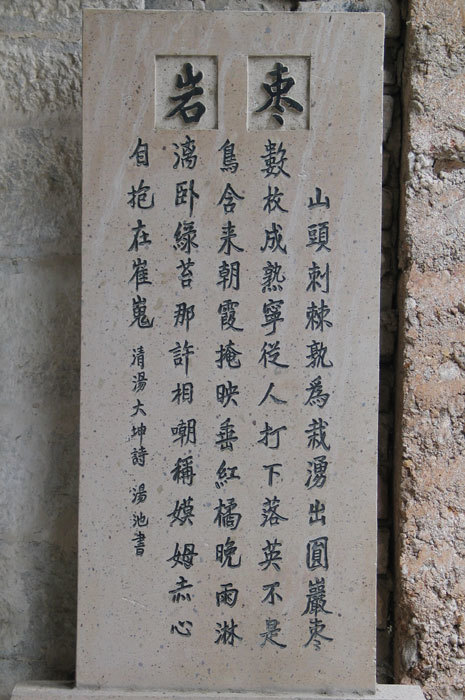 枣岩
山頭刺棘孰為栽湧出圓巖枣
數枚成熟寧從人打下落英不是
鳥含来朝霞掩映垂紅橘晚雨淋
漓卧綠苔那許相嘲稱嫫姆赤心
自抱在崔嵬 清湯大坤詩 湯池書